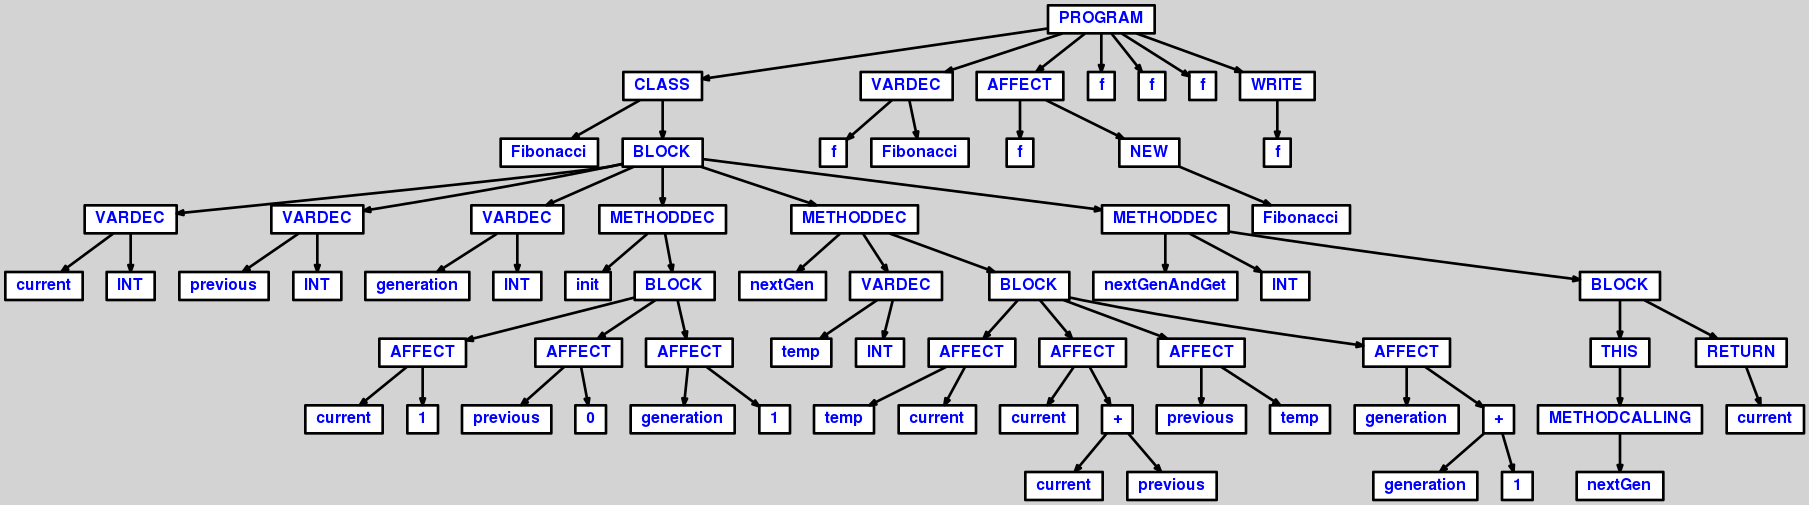 PROGRAM
CLASS VARDEC AFFECT f f f WRITE
Fibonacci BLOCK f Fibonacci f NEW f
VARDEC VARDEC VARDEC METHODDEC METHODDEC METHODDEC Fibonacci
current INT previous INT generation INT init BLOCK nextGen VARDEC BLOCK nextGenAndGet INT BLOCK
AFFECT AFFECT AFFECT temp INT AFFECT AFFECT AFFECT AFFECT THIS RETURN
current 1 previous 0 generation 1 temp current current + previous temp generation + METHODCALLING current
current previous generation 1 nextGen